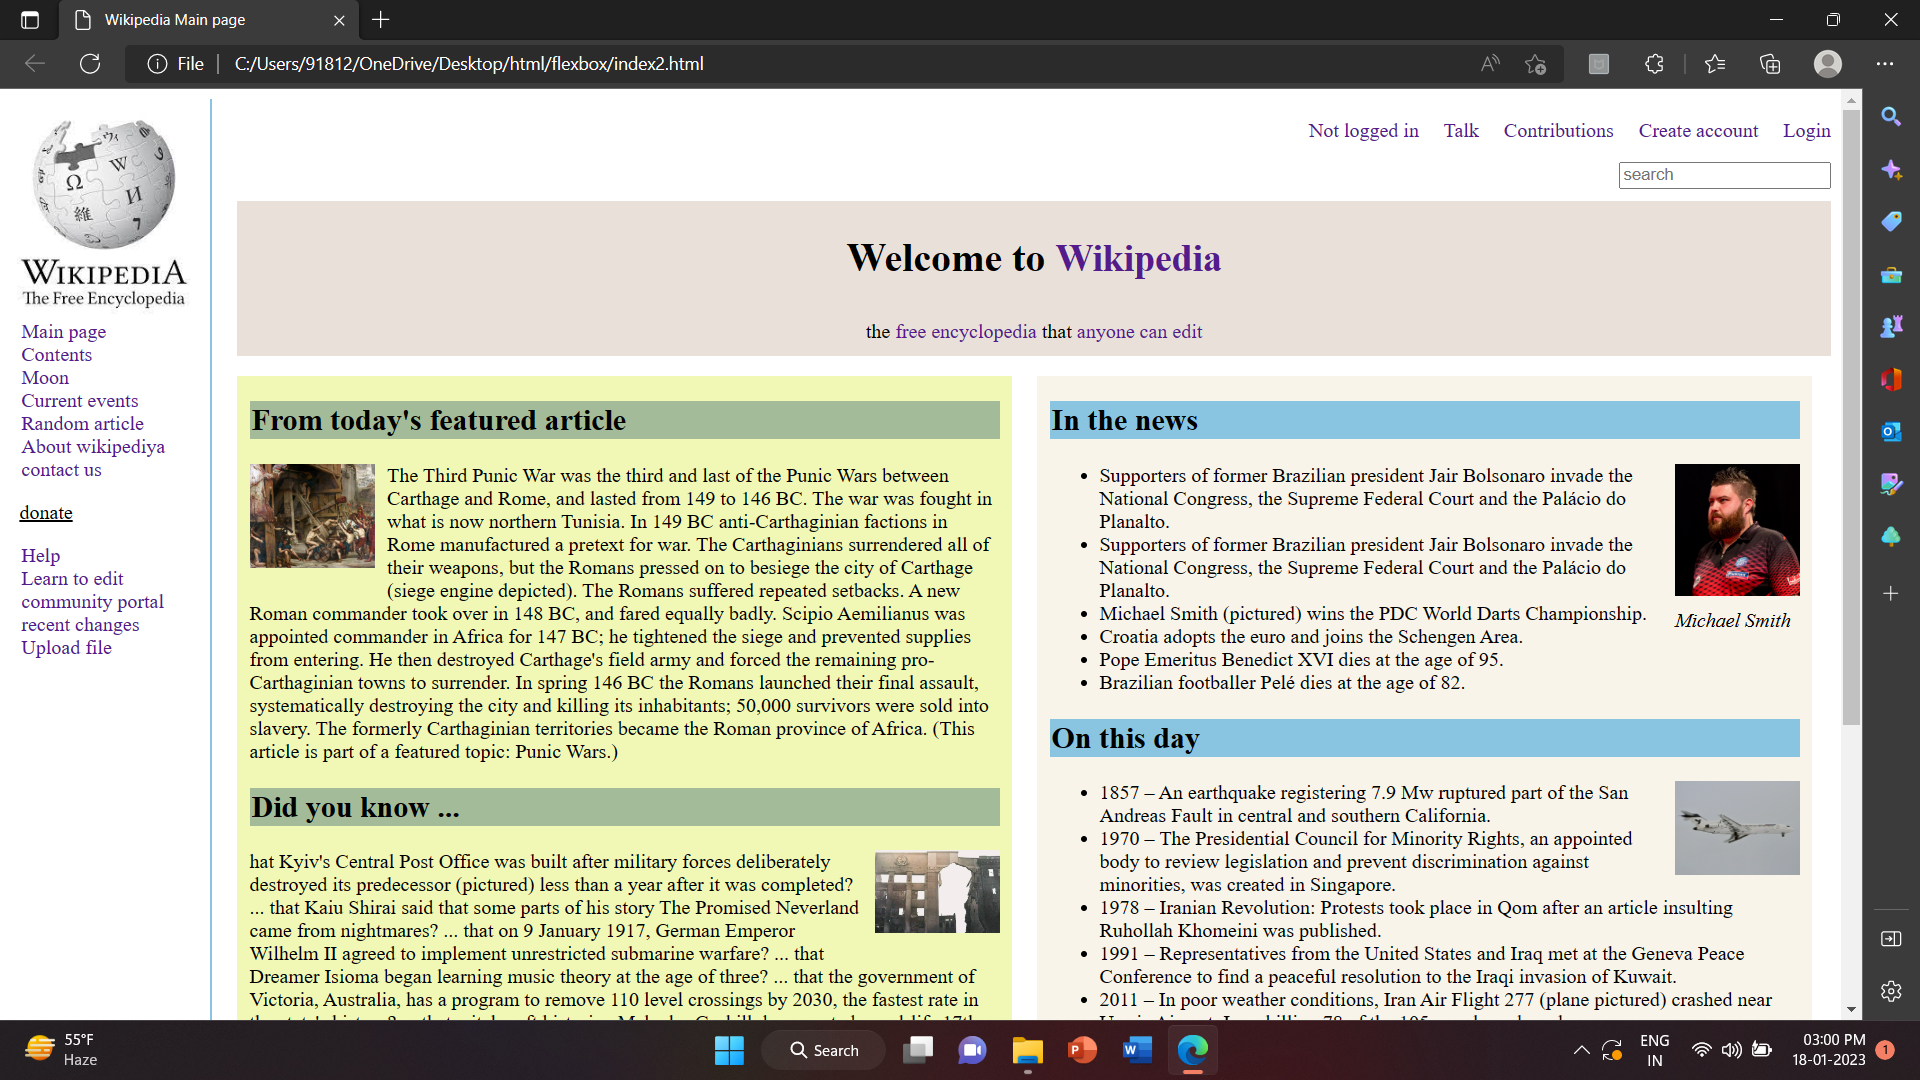 Wikipedia Main page
File
C:/Users/91812/OneDrive/Desktop/html/flexbox/index2.html
WIKIPEDIA
The Free Encyclopedia
Main page
Contents
Moon
Current events
Random article
About wikipediya
contact us
donate
Help
Learn to edit
community portal
recent changes
Upload file
Not logged in Talk Contributions Create account Login
search
Welcome to Wikipedia
the free encyclopedia that anyone can edit
From today's featured article
The Third Punic War was the third and last of the Punic Wars between
Carthage and Rome, and lasted from 149 to 146 BC. The war was fought in
what is now northern Tunisia. In 149 BC anti-Carthaginian factions in
Rome manufactured a pretext for war. The Carthaginians surrendered all of
their weapons, but the Romans pressed on to besiege the city of Carthage
(siege engine depicted). The Romans suffered repeated setbacks. A new
Roman commander took over in 148 BC, and fared equally badly. Scipio Aemilianus was
appointed commander in Africa for 147 BC; he tightened the siege and prevented supplies
from entering. He then destroyed Carthage's field army and forced the remaining pro-
Carthaginian towns to surrender. In spring 146 BC the Romans launched their final assault,
systematically destroying the city and killing its inhabitants; 50,000 survivors were sold into
slavery. The formerly Carthaginian territories became the Roman province of Africa. (This
article is part of a featured topic: Punic Wars.)
Did you know ...
hat Kyiv's Central Post Office was built after military forces deliberately
destroyed its predecessor (pictured) less than a year after it was completed?
... that Kaiu Shirai said that some parts of his story The Promised Neverland
came from nightmares? ... that on 9 January 1917, German Emperor
Wilhelm II agreed to implement unrestricted submarine warfare? ... that
Dreamer Isioma began learning music theory at the age of three? ... that the government of
Victoria, Australia, has a program to remove 110 level crossings by 2030, the fastest rate in
In the news
Supporters of former Brazilian president Jair Bolsonaro invade the
National Congress, the Supreme Federal Court and the Palácio do
Planalto.
Supporters of former Brazilian president Jair Bolsonaro invade the
National Congress, the Supreme Federal Court and the Palácio do
Planalto.
Michael Smith (pictured) wins the PDC World Darts Championship.
Croatia adopts the euro and joins the Schengen Area.
Pope Emeritus Benedict XVI dies at the age of 95.
Brazilian footballer Pelé dies at the age of 82.
Michael Smith
On this day
1857 – An earthquake registering 7.9 Mw ruptured part of the San
Andreas Fault in central and southern California.
1970 – The Presidential Council for Minority Rights, an appointed
body to review legislation and prevent discrimination against
minorities, was created in Singapore.
1978 – Iranian Revolution: Protests took place in Qom after an article insulting
Ruhollah Khomeini was published.
1991 – Representatives from the United States and Iraq met at the Geneva Peace
Conference to find a peaceful resolution to the Iraqi invasion of Kuwait.
2011 – In poor weather conditions, Iran Air Flight 277 (plane pictured) crashed near
55°F
Haze
Search
ENG
IN
03:00 PM
18-01-2023
1